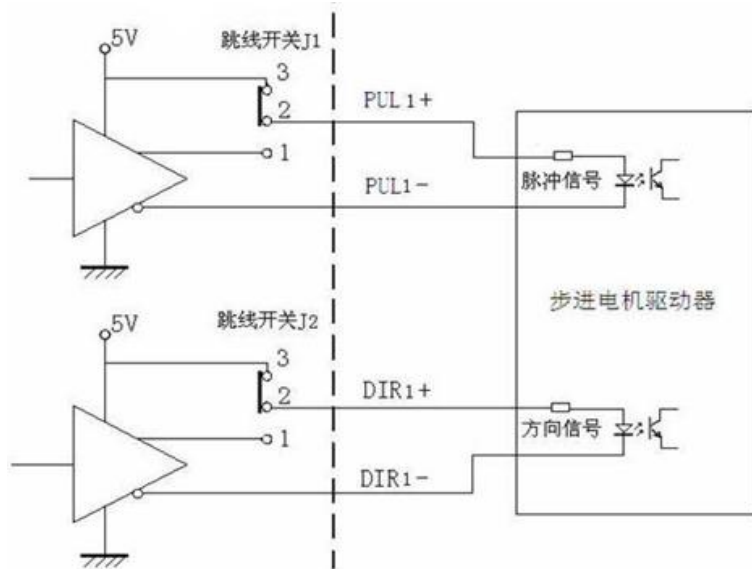 5V
跳线开关J1
3
2
1
PUL1+
PUL1-
脉冲信号
步进电机驱动器
5V
跳线开关J2
3
2
1
DIR1+
DIR1-
方向信号